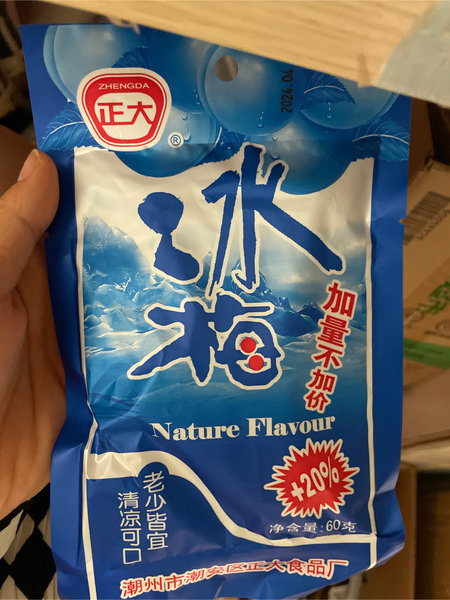 ZHENGDA
正大
®
2024.04
冰梅
加量不加价
Nature Flavour
+20%
老少皆宜
清凉可口
净含量:60克
潮州市潮安区正大食品厂